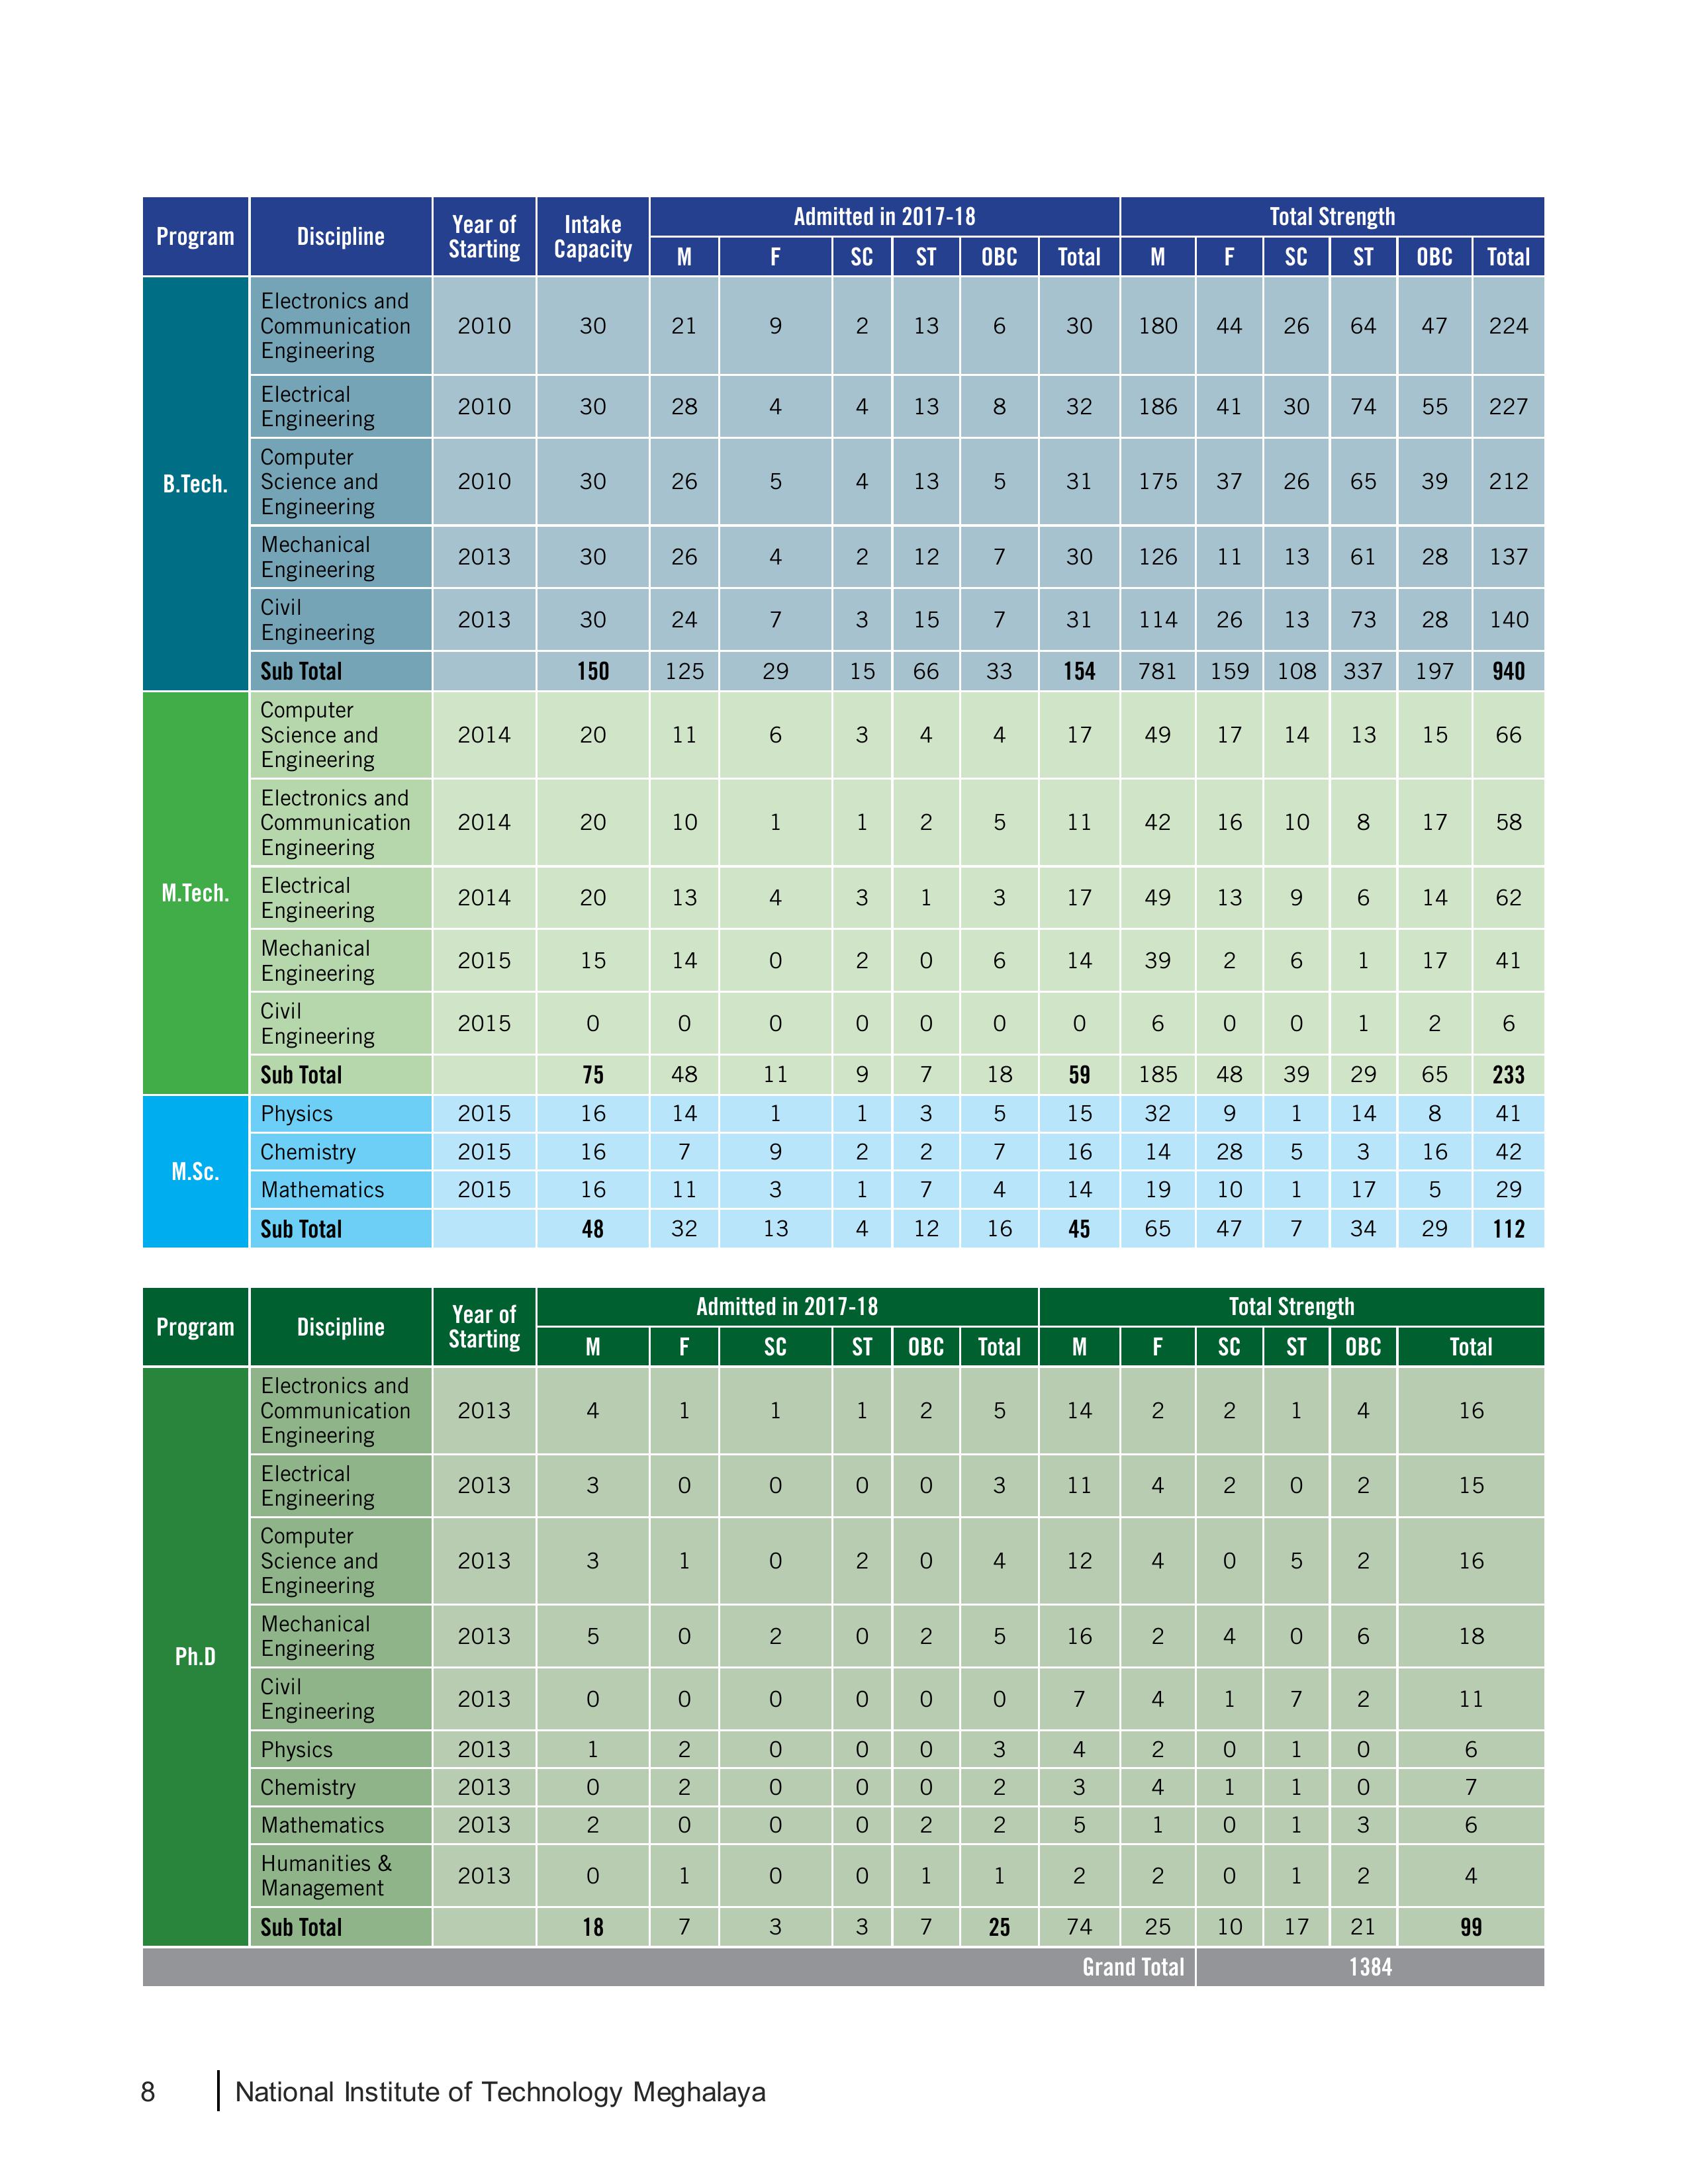 Program Discipline Year of Starting Intake Capacity Admitted in 2017-18 Total Strength
M F SC ST OBC Total M F SC ST OBC Total
B.Tech.
Electronics and Communication Engineering 2010 30 21 9 2 13 6 30 180 44 26 64 47 224
Electrical Engineering 2010 30 28 4 4 13 8 32 186 41 30 74 55 227
Computer Science and Engineering 2010 30 26 5 4 13 5 31 175 37 26 65 39 212
Mechanical Engineering 2013 30 26 4 2 12 7 30 126 11 13 61 28 137
Civil Engineering 2013 30 24 7 3 15 7 31 114 26 13 73 28 140
Sub Total 150 125 29 15 66 33 154 781 159 108 337 197 940
M.Tech.
Computer Science and Engineering 2014 20 11 6 3 4 4 17 49 17 14 13 15 66
Electronics and Communication Engineering 2014 20 10 1 1 2 5 11 42 16 10 8 17 58
Electrical Engineering 2014 20 13 4 3 1 3 17 49 13 9 6 14 62
Mechanical Engineering 2015 15 14 0 2 0 6 14 39 2 6 1 17 41
Civil Engineering 2015 0 0 0 0 0 0 0 6 0 0 1 2 6
Sub Total 75 48 11 9 7 18 59 185 48 39 29 65 233
M.Sc.
Physics 2015 16 14 1 1 3 5 15 32 9 1 14 8 41
Chemistry 2015 16 7 9 2 2 7 16 14 28 5 3 16 42
Mathematics 2015 16 11 3 1 7 4 14 19 10 1 17 5 29
Sub Total 48 32 13 4 12 16 45 65 47 7 34 29 112
Program Discipline Year of Starting Admitted in 2017-18 Total Strength
M F SC ST OBC Total M F SC ST OBC Total
Ph.D
Electronics and Communication Engineering 2013 4 1 1 1 2 5 14 2 2 1 4 16
Electrical Engineering 2013 3 0 0 0 0 3 11 4 2 0 2 15
Computer Science and Engineering 2013 3 1 0 2 0 4 12 4 0 5 2 16
Mechanical Engineering 2013 5 0 2 0 2 5 16 2 4 0 6 18
Civil Engineering 2013 0 0 0 0 0 0 7 4 1 7 2 11
Physics 2013 1 2 0 0 0 3 4 2 0 1 0 6
Chemistry 2013 0 2 0 0 0 2 3 4 1 1 0 7
Mathematics 2013 2 0 0 0 2 2 5 1 0 1 3 6
Humanities & Management 2013 0 1 0 0 1 1 2 2 0 1 2 4
Sub Total 18 7 3 3 7 25 74 25 10 17 21 99
Grand Total 1384
8 National Institute of Technology Meghalaya